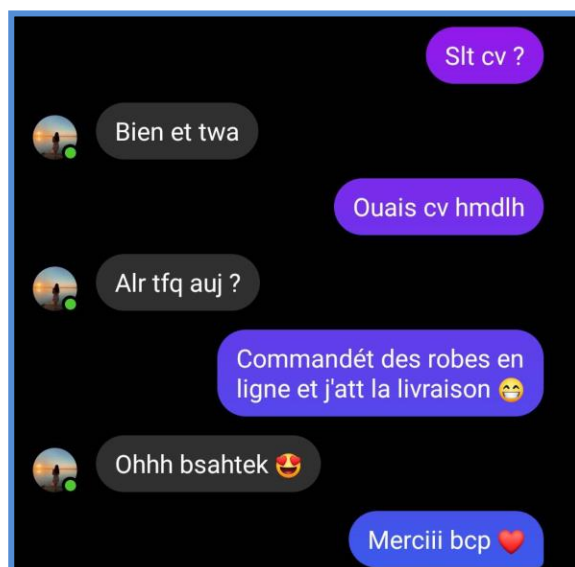 Slt cv ?
Bien et twa
Ouais cv hmdlh
Alr tfq auj ?
Commandét des robes en
ligne et j'att la livraison 😁
Ohhh bsahtek 😍
Merciii bcp ❤️